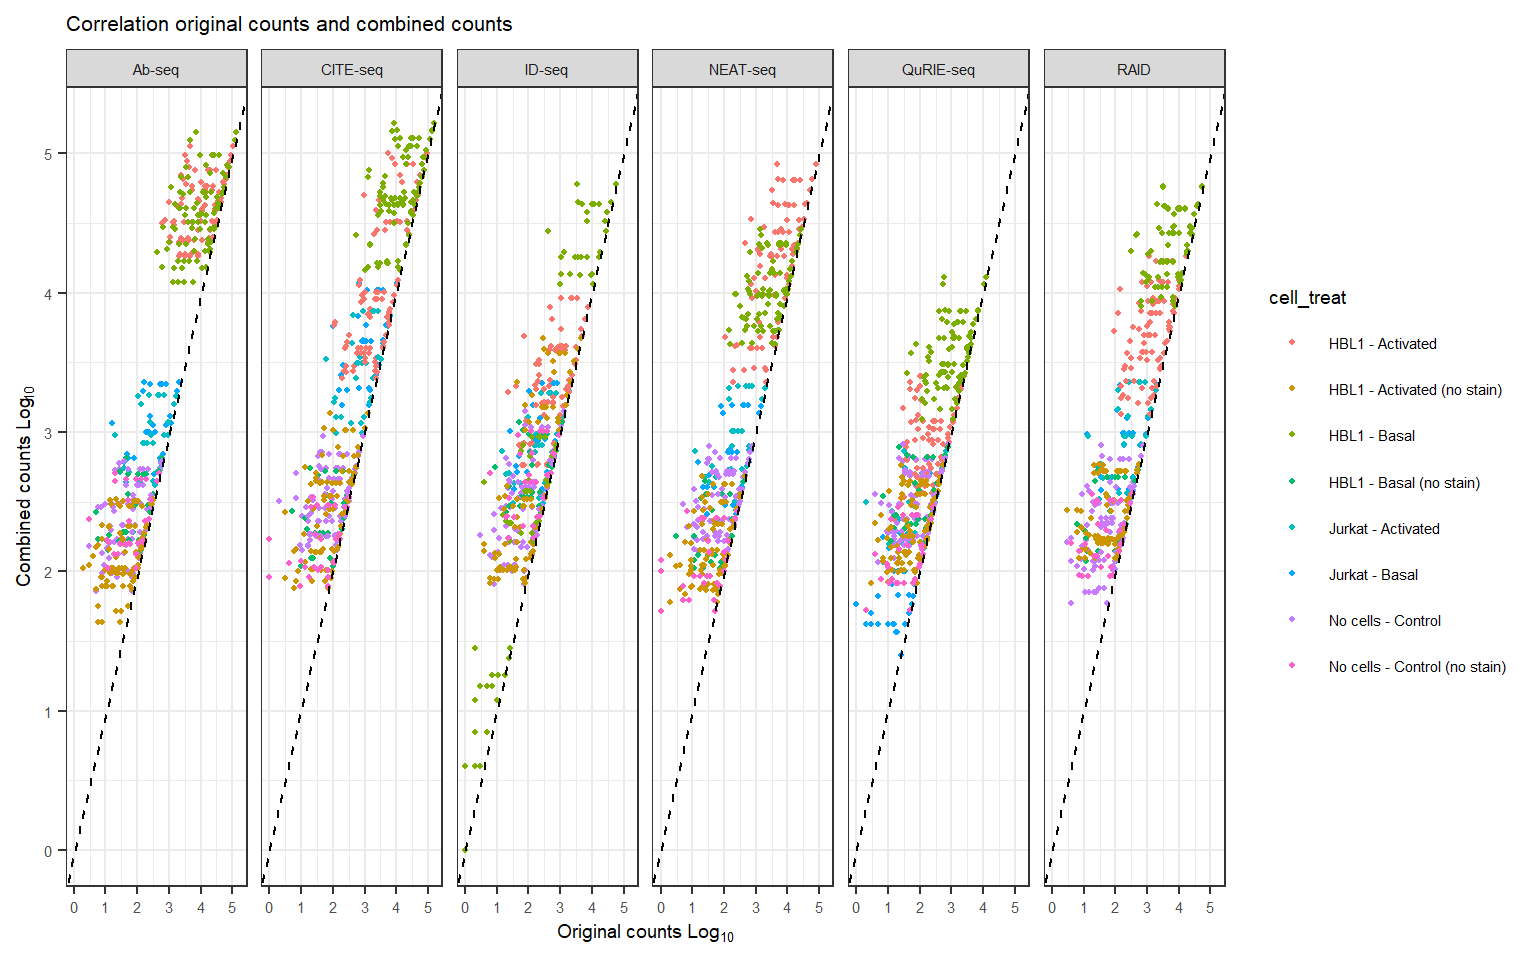 Correlation original counts and combined counts
Ab-seq
CITE-seq
ID-seq
NEAT-seq
QuRIE-seq
RAID
5
4
3
2
1
0
Combined counts Log10
0 1 2 3 4 5
0 1 2 3 4 5
0 1 2 3 4 5
0 1 2 3 4 5
0 1 2 3 4 5
0 1 2 3 4 5
Original counts Log10
cell_treat
HBL1 - Activated
HBL1 - Activated (no stain)
HBL1 - Basal
HBL1 - Basal (no stain)
Jurkat - Activated
Jurkat - Basal
No cells - Control
No cells - Control (no stain)